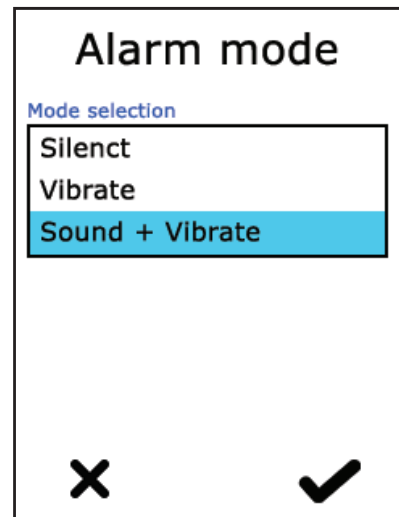 Alarm mode
Mode selection
Silenct
Vibrate
Sound + Vibrate